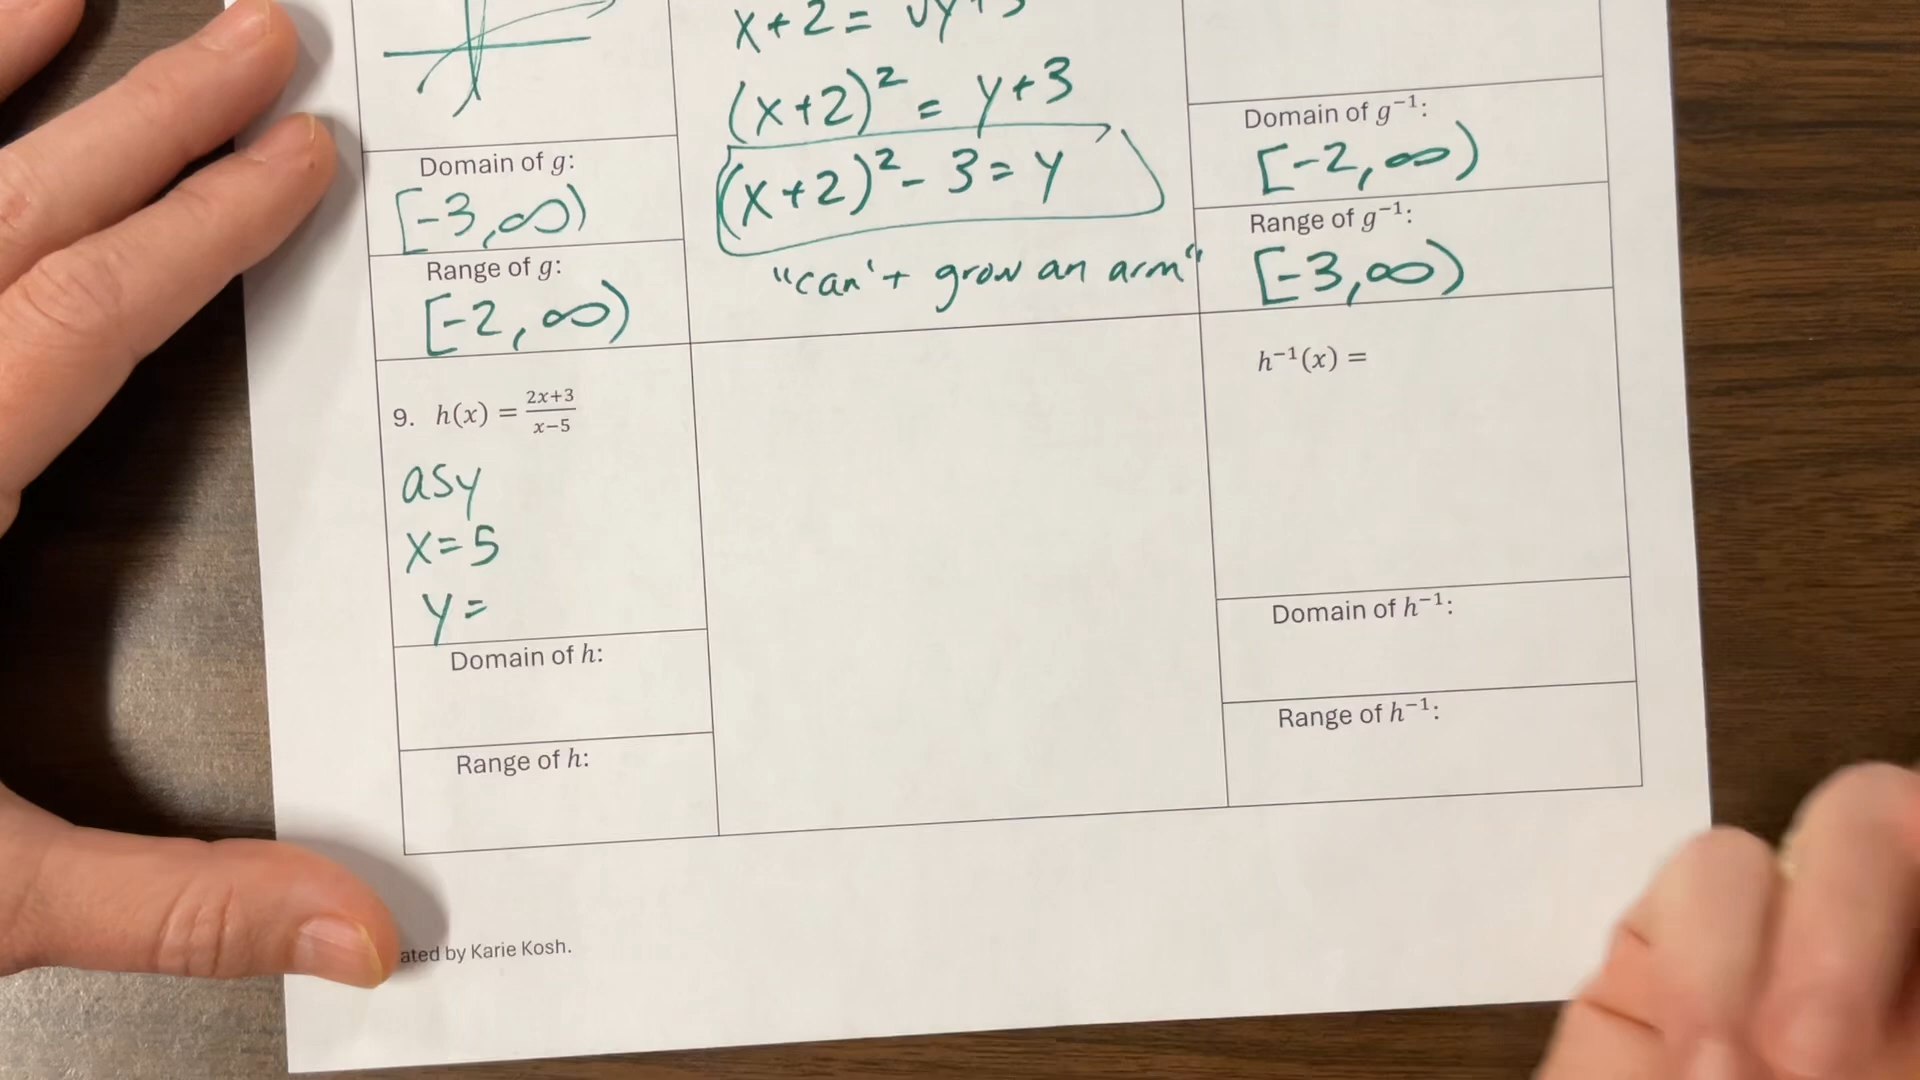 x+2 = √y+3
(x+2)² = y+3
(x+2)² - 3 = y
"can't grow an arm"
Domain of g:
[-3,∞)
Range of g:
[-2,∞)
Domain of g⁻¹:
[-2,∞)
Range of g⁻¹:
[-3,∞)
9. h(x) = (2x+3)/(x−5)
asy
x=5
y=
Domain of h:
Range of h:
h⁻¹(x) =
Domain of h⁻¹:
Range of h⁻¹:
ated by Karie Kosh.